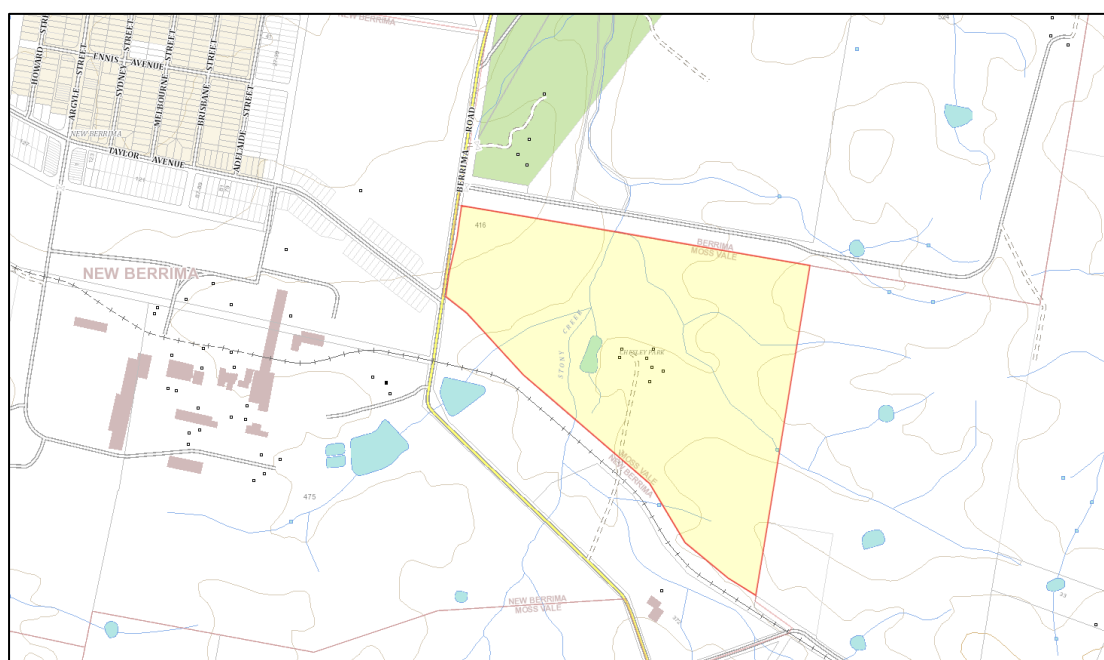 NEW BERRIMA
524
HOWARD STREET
ARGYLE STREET
SYDNEY STREET
MELBOURNE STREET
BRISBANE STREET
ADELAIDE STREET
ENNIS AVENUE
NEW BERRIMA
TAYLOR AVENUE
BERRIMA ROAD
416
BERRIMA
MOSS VALE
NEW BERRIMA
STONY CREEK
MOSS VALE
NEW BERRIMA
475
NEW BERRIMA
MOSS VALE